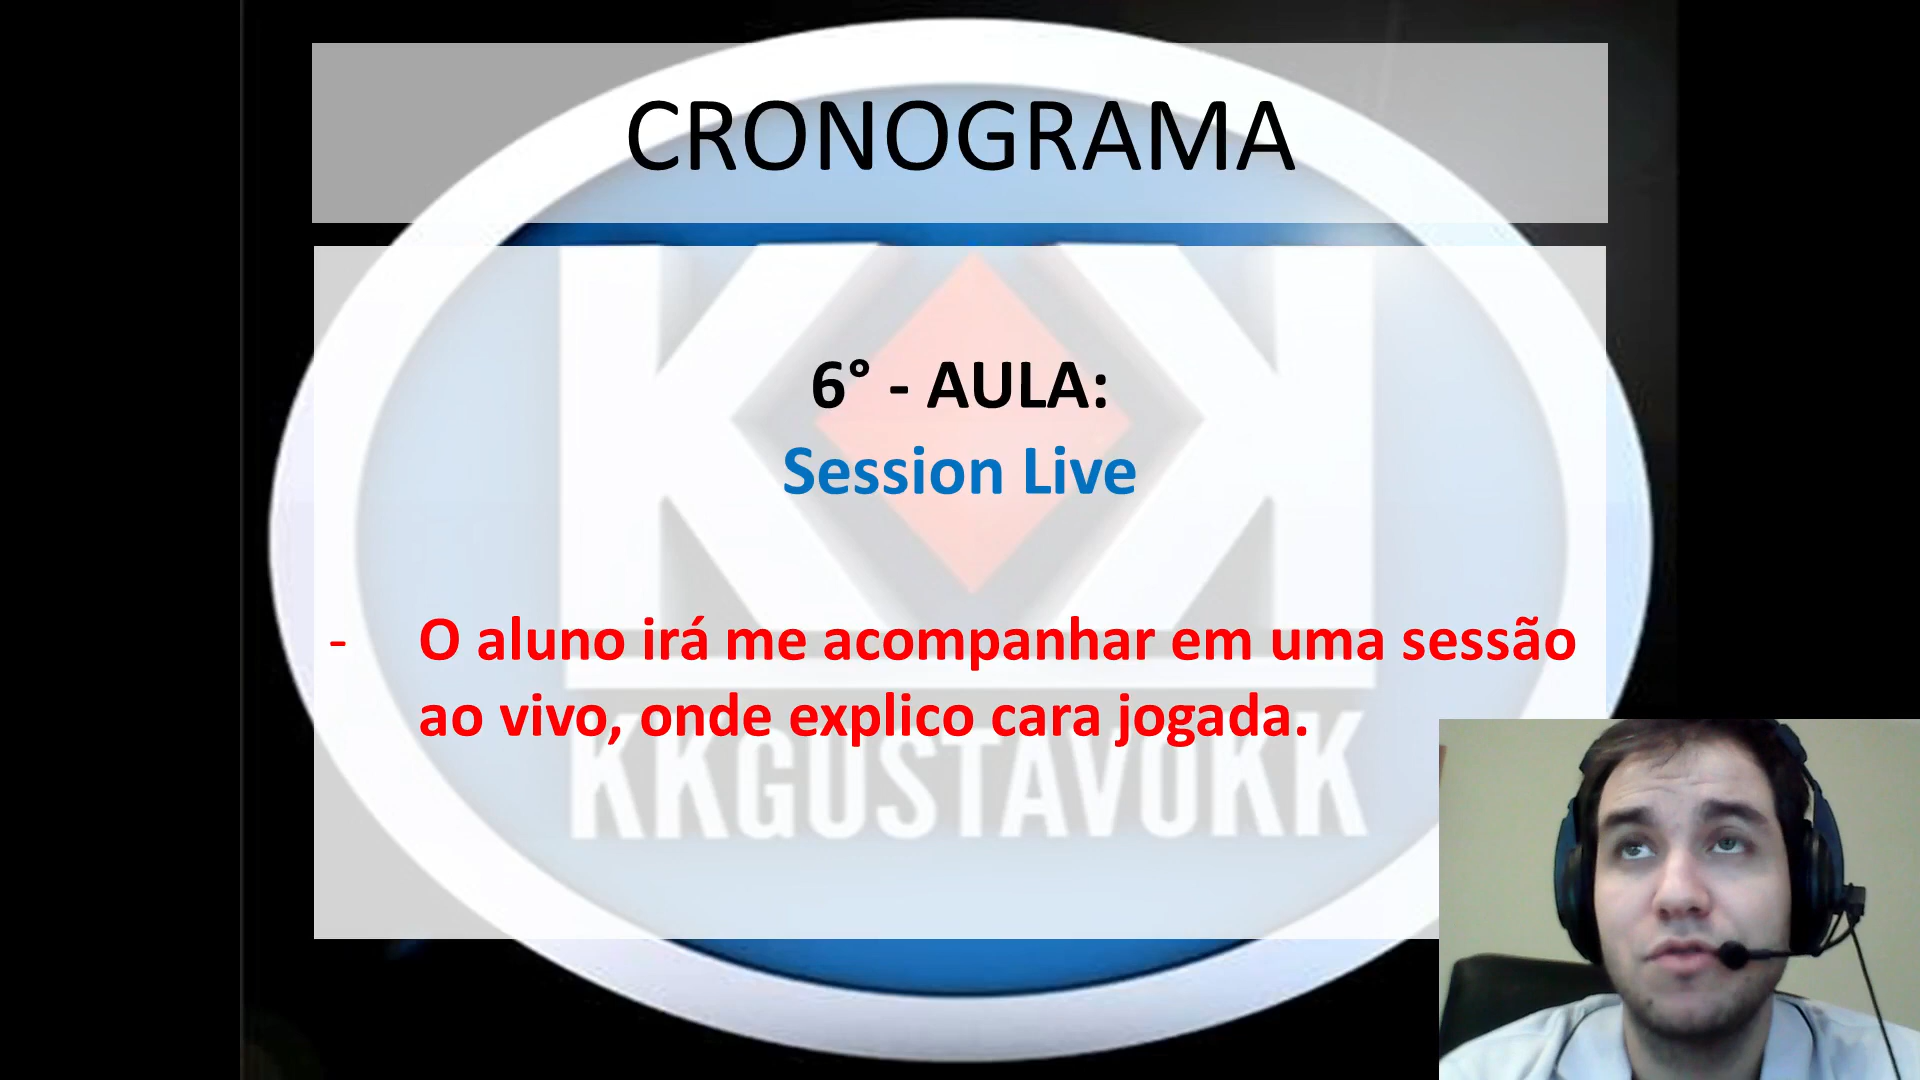 CRONOGRAMA
6° - AULA:
Session Live
- O aluno irá me acompanhar em uma sessão
ao vivo, onde explico cara jogada.
KK
KKGUSTAVOKK